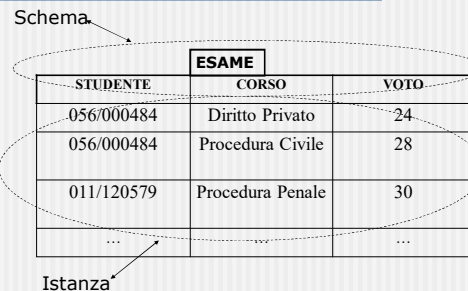 Schema
ESAME
STUDENTE CORSO VOTO
056/000484 Diritto Privato 24
056/000484 Procedura Civile 28
011/120579 Procedura Penale 30
... ... ...
Istanza